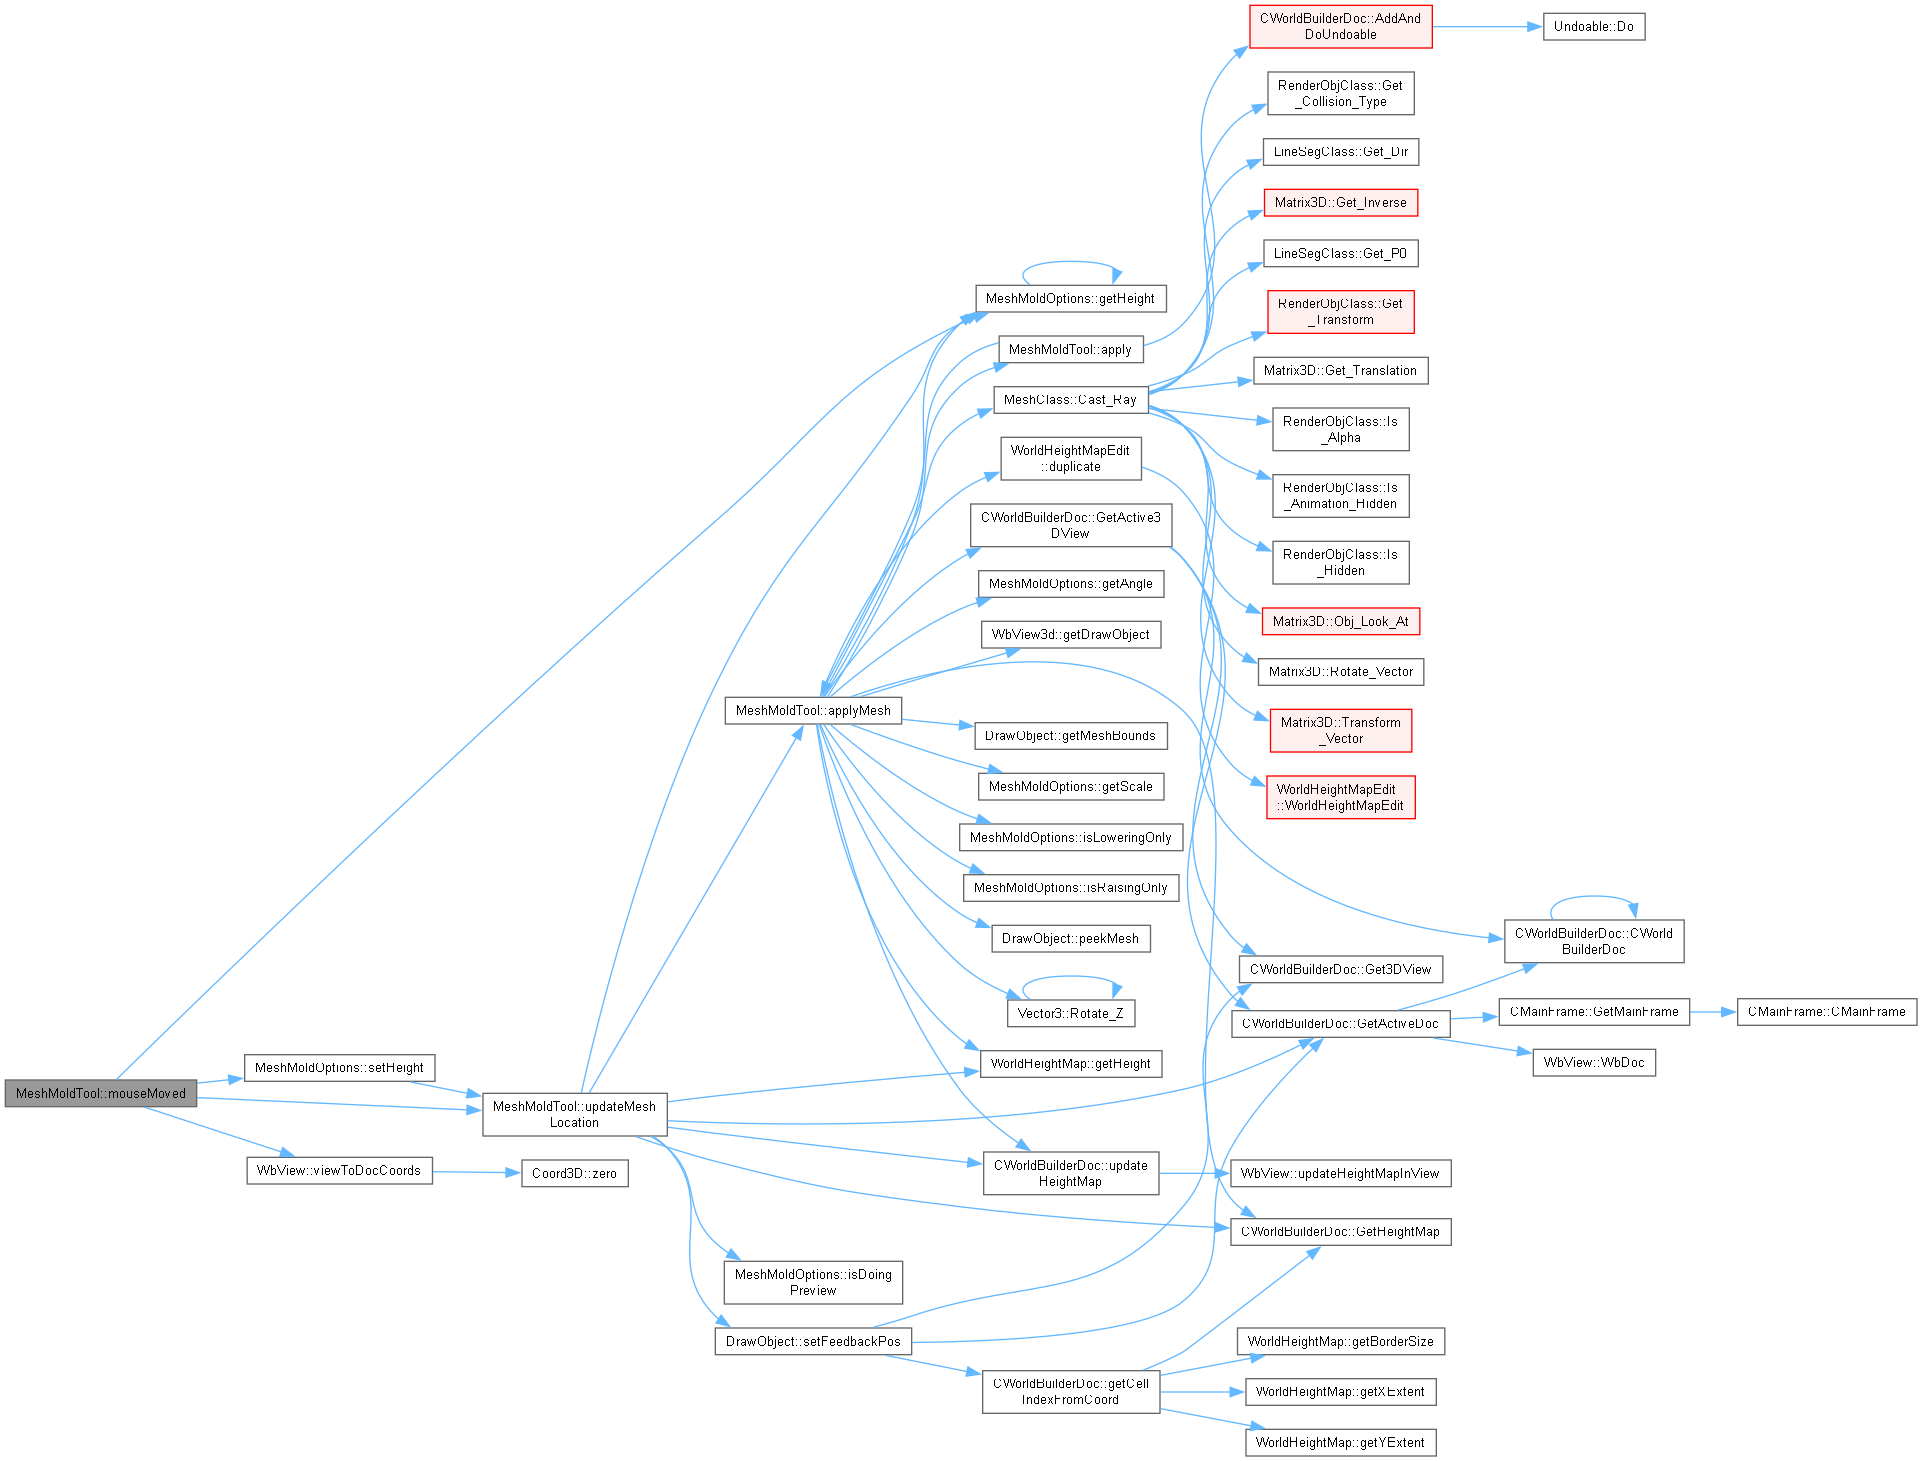 MeshMoldTool::mouseMoved
MeshMoldOptions::setHeight
WbView::viewToDocCoords
MeshMoldTool::updateMesh
Location
Coord3D::zero
MeshMoldTool::applyMesh
MeshMoldOptions::isDoing
Preview
DrawObject::setFeedbackPos
MeshMoldOptions::getHeight
MeshMoldTool::apply
MeshClass::Cast_Ray
WorldHeightMapEdit
::duplicate
CWorldBuilderDoc::GetActive3
DView
MeshMoldOptions::getAngle
WbView3d::getDrawObject
DrawObject::getMeshBounds
MeshMoldOptions::getScale
MeshMoldOptions::isLoweringOnly
MeshMoldOptions::isRaisingOnly
DrawObject::peekMesh
Vector3::Rotate_Z
WorldHeightMap::getHeight
CWorldBuilderDoc::update
HeightMap
CWorldBuilderDoc::getCell
IndexFromCoord
CWorldBuilderDoc::AddAnd
DoUndoable
RenderObjClass::Get
_Collision_Type
LineSegClass::Get_Dir
Matrix3D::Get_Inverse
LineSegClass::Get_P0
RenderObjClass::Get
_Transform
Matrix3D::Get_Translation
RenderObjClass::Is
_Alpha
RenderObjClass::Is
_Animation_Hidden
RenderObjClass::Is
_Hidden
Matrix3D::Obj_Look_At
Matrix3D::Rotate_Vector
Matrix3D::Transform
_Vector
WorldHeightMapEdit
::WorldHeightMapEdit
CWorldBuilderDoc::Get3DView
CWorldBuilderDoc::GetActiveDoc
WbView::updateHeightMapInView
CWorldBuilderDoc::GetHeightMap
WorldHeightMap::getBorderSize
WorldHeightMap::getXExtent
WorldHeightMap::getYExtent
Undoable::Do
CWorldBuilderDoc::CWorld
BuilderDoc
CMainFrame::GetMainFrame
WbView::WbDoc
CMainFrame::CMainFrame